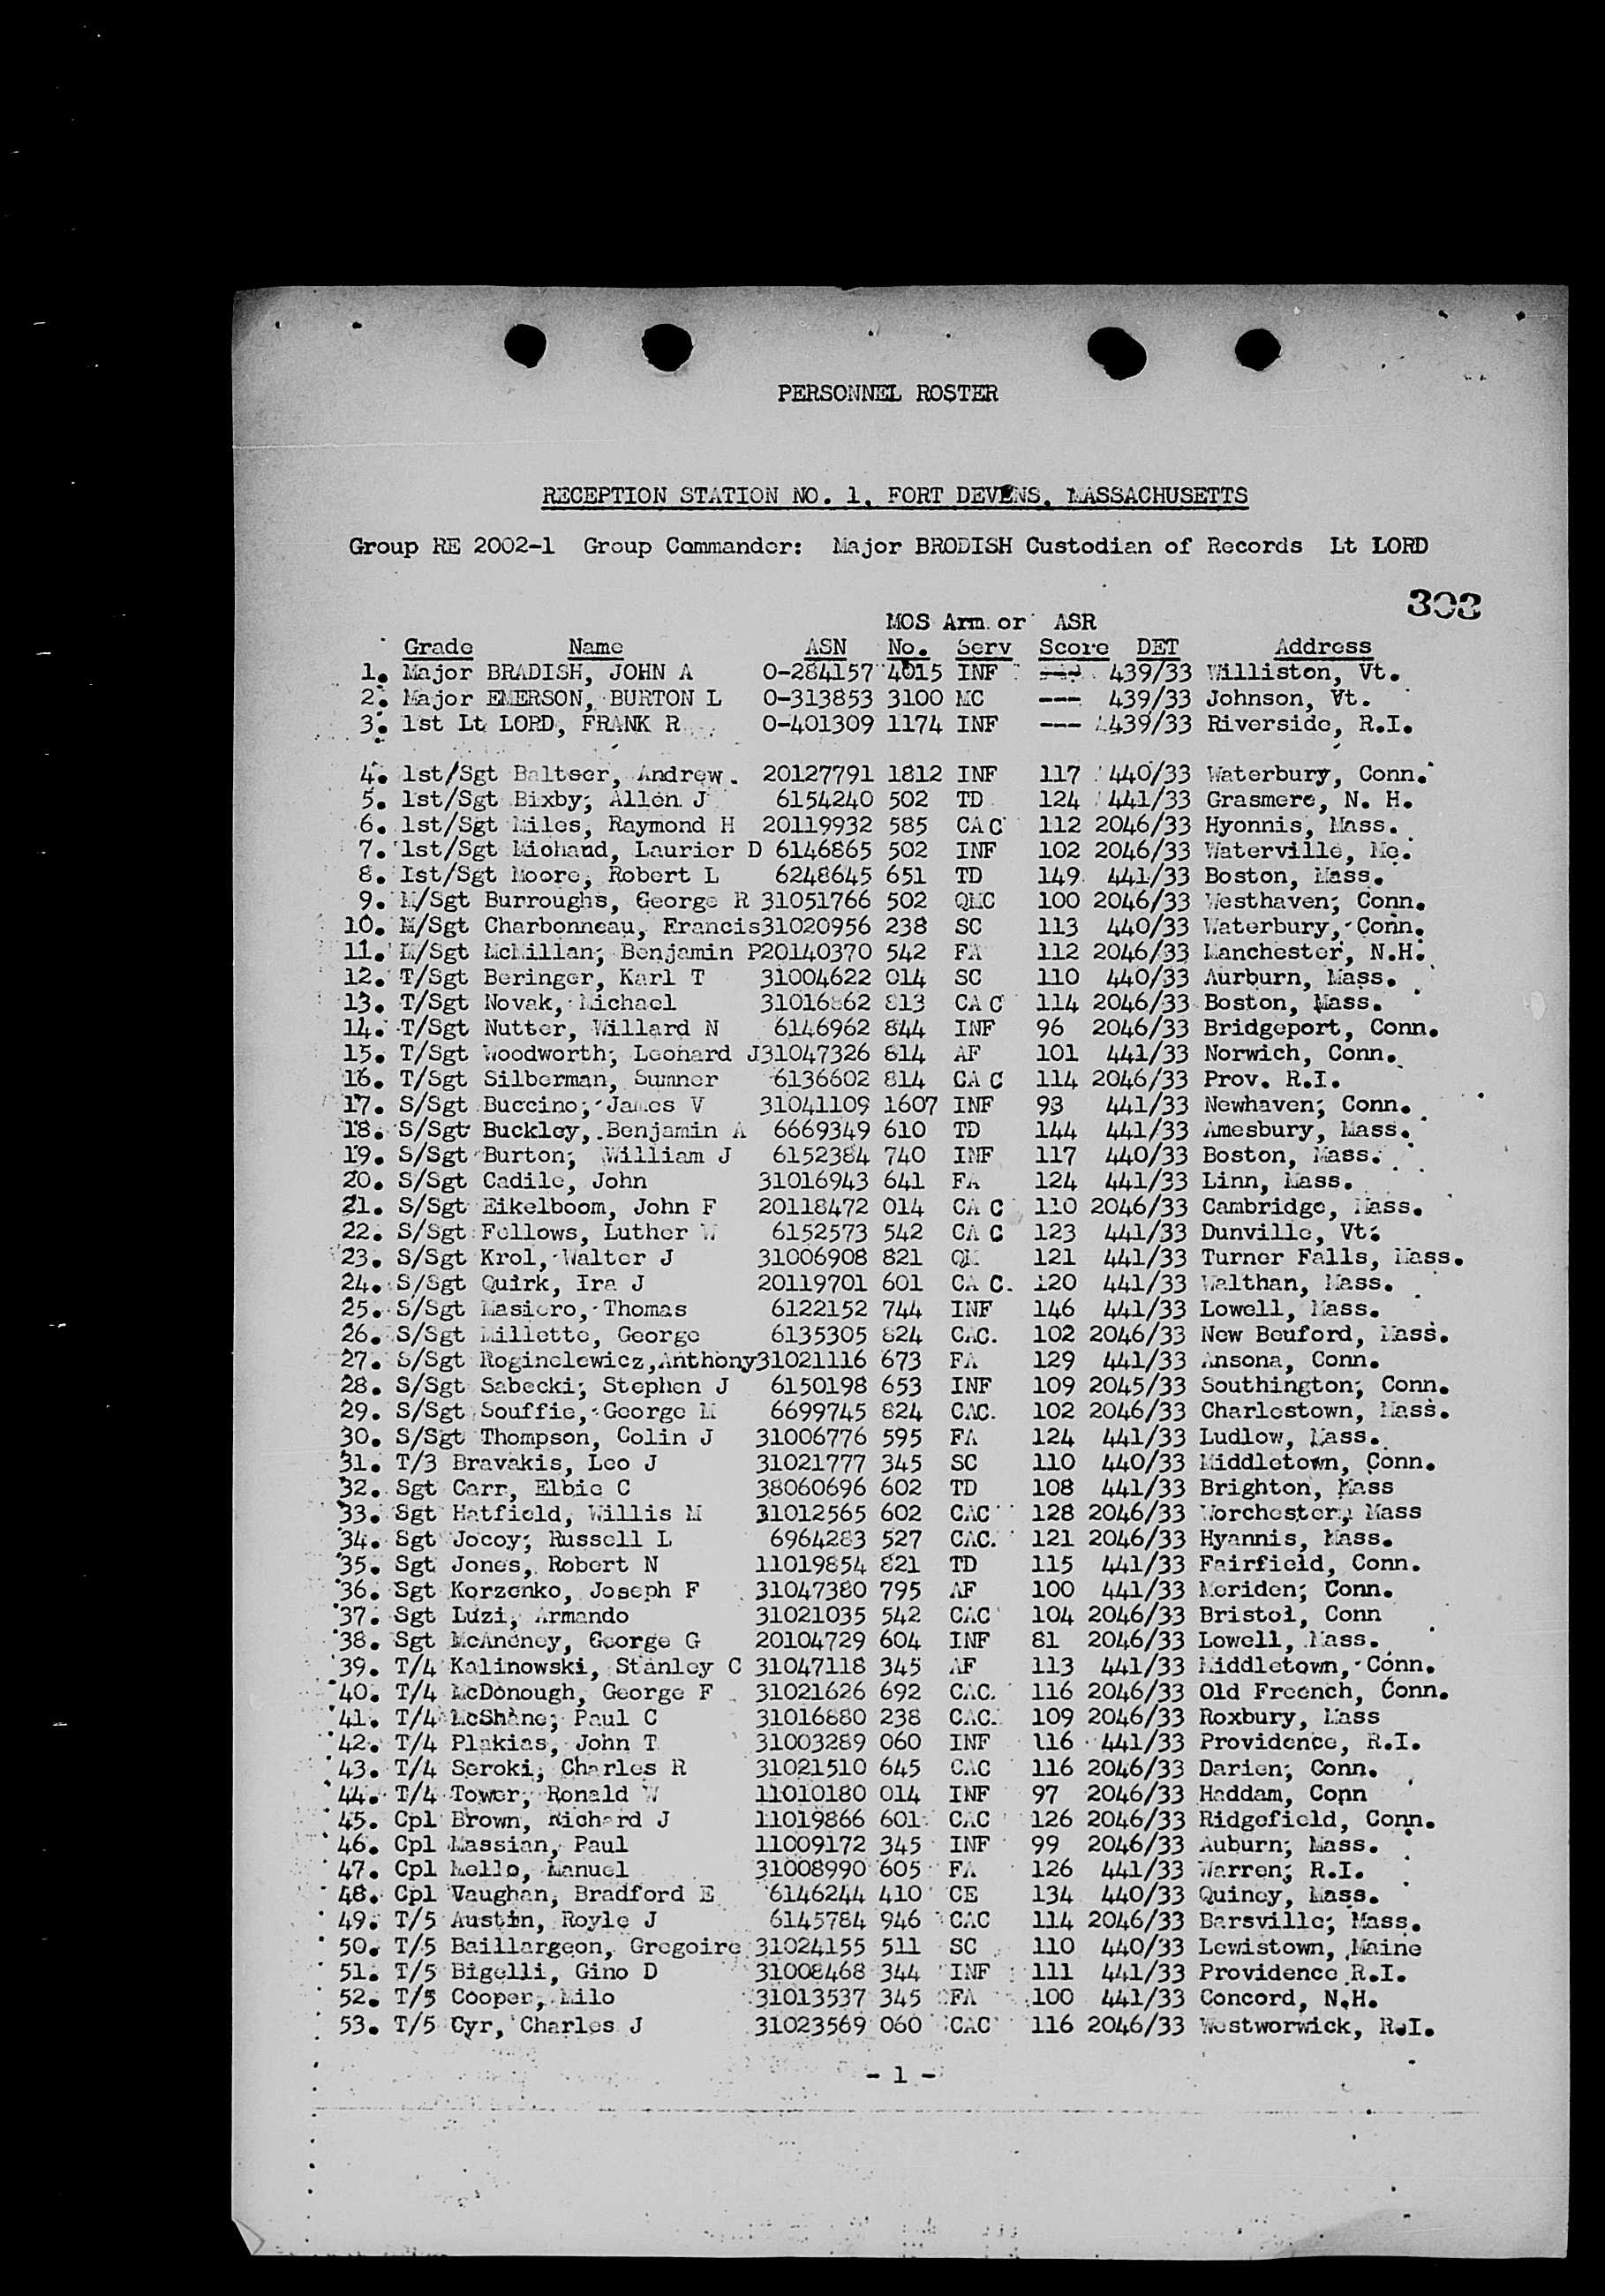 PERSONNEL ROSTER
RECEPTION STATION NO. 1, FORT DEVENS, MASSACHUSETTS
Group RE 2002-1 Group Commander: Major BRODISH Custodian of Records Lt LORD
303
MOS Arm or ASR
Grade Name ASN No. Serv Score DET Address
1. Major BRADISH, JOHN A 0-284157 4015 INF --- 439/33 Williston, Vt.
2. Major EMERSON, BURTON L 0-313853 3100 MC --- 439/33 Johnson, Vt.
3. 1st Lt LORD, FRANK R 0-401309 1174 INF --- 439/33 Riverside, R.I.
4. 1st/Sgt Baltser, Andrew. 20127791 1812 INF 117 440/33 Waterbury, Conn.
5. 1st/Sgt Bixby, Allen J 6154240 502 TD 124 441/33 Grasmere, N. H.
6. 1st/Sgt Miles, Raymond H 20119932 585 CAC 112 2046/33 Hyonnis, Mass.
7. 1st/Sgt Miohaud, Laurier D 6146865 502 INF 102 2046/33 Waterville, Me.
8. 1st/Sgt Moore, Robert L 6248645 651 TD 149 441/33 Boston, Mass.
9. M/Sgt Burroughs, George R 31051766 502 QMC 100 2046/33 Westhaven, Conn.
10. M/Sgt Charbonneau, Francis 31020956 238 SC 113 440/33 Waterbury, Conn.
11. M/Sgt McMillan, Benjamin P 20140370 542 FA 112 2046/33 Manchester, N.H.
12. T/Sgt Beringer, Karl T 31004622 014 SC 110 440/33 Aurburn, Mass.
13. T/Sgt Novak, Michael 31016862 813 CAC 114 2046/33 Boston, Mass.
14. T/Sgt Nutter, Willard N 6146962 844 INF 96 2046/33 Bridgeport, Conn.
15. T/Sgt Woodworth, Leonard J 31047326 814 AF 101 441/33 Norwich, Conn.
16. T/Sgt Silberman, Sumner 6136602 814 CAC 114 2046/33 Prov. R.I.
17. S/Sgt Buccino, James V 31041109 1607 INF 93 441/33 Newhaven, Conn.
18. S/Sgt Buckley, Benjamin A 6669349 610 TD 144 441/33 Amesbury, Mass.
19. S/Sgt Burton, William J 6152384 740 INF 117 440/33 Boston, Mass.
20. S/Sgt Cadile, John 31016943 641 FA 124 441/33 Linn, Mass.
21. S/Sgt Eikelboom, John F 20118472 014 CAC 110 2046/33 Cambridge, Mass.
22. S/Sgt Fellows, Luther W 6152573 542 CAC 123 441/33 Dunville, Vt.
23. S/Sgt Krol, Walter J 31006908 821 QM 121 441/33 Turner Falls, Mass.
24. S/Sgt Quirk, Ira J 20119701 601 CAC. 120 441/33 Walthan, Mass.
25. S/Sgt Masiero, Thomas 6122152 744 INF 146 441/33 Lowell, Mass.
26. S/Sgt Millette, George 6135305 824 CAC. 102 2046/33 New Beuford, Mass.
27. S/Sgt Roginelewicz, Anthony 31021116 673 FA 129 441/33 Ansona, Conn.
28. S/Sgt Sabecki, Stephen J 6150198 653 INF 109 2045/33 Southington, Conn.
29. S/Sgt Souffie, George M 6699745 824 CAC. 102 2046/33 Charlestown, Mass.
30. S/Sgt Thompson, Colin J 31006776 595 FA 124 441/33 Ludlow, Mass.
31. T/3 Bravakis, Leo J 31021777 345 SC 110 440/33 Middletown, Conn.
32. Sgt Carr, Elbie C 38060696 602 TD 108 441/33 Brighton, Mass
33. Sgt Hatfield, Willis M 31012565 602 CAC 128 2046/33 Worchester, Mass
34. Sgt Jocoy, Russell L 6964283 527 CAC. 121 2046/33 Hyannis, Mass.
35. Sgt Jones, Robert N 11019854 821 TD 115 441/33 Fairfield, Conn.
36. Sgt Korzenko, Joseph F 31047380 795 AF 100 441/33 Meriden, Conn.
37. Sgt Luzi, Armando 31021035 542 CAC 104 2046/33 Bristol, Conn
38. Sgt McAneney, George G 20104729 604 INF 81 2046/33 Lowell, Mass.
39. T/4 Kalinowski, Stanley C 31047118 345 AF 113 441/33 Middletown, Conn.
40. T/4 McDonough, George F 31021626 692 CAC. 116 2046/33 Old Freench, Conn.
41. T/4 McShane, Paul C 31016880 238 CAC. 109 2046/33 Roxbury, Mass
42. T/4 Plakias, John T 31003289 060 INF 116 441/33 Providence, R.I.
43. T/4 Seroki, Charles R 31021510 645 CAC 116 2046/33 Darien, Conn.
44. T/4 Tower, Ronald W 11010180 014 INF 97 2046/33 Haddam, Conn
45. Cpl Brown, Richard J 11019866 601 CAC 126 2046/33 Ridgefield, Conn.
46. Cpl Massian, Paul 11009172 345 INF 99 2046/33 Auburn, Mass.
47. Cpl Mello, Manuel 31008990 605 FA 126 441/33 Warren, R.I.
48. Cpl Vaughan, Bradford E 6146244 410 CE 134 440/33 Quincy, Mass.
49. T/5 Austin, Royle J 6145784 946 CAC 114 2046/33 Barsville, Mass.
50. T/5 Baillargeon, Gregoire 31024155 511 SC 110 440/33 Lewistown, Maine
51. T/5 Bigelli, Gino D 31008468 344 INF 111 441/33 Providence R.I.
52. T/5 Cooper, Milo 31013537 345 FA 100 441/33 Concord, N.H.
53. T/5 Cyr, Charles J 31023569 060 CAC 116 2046/33 Westworwick, R.I.
- 1 -